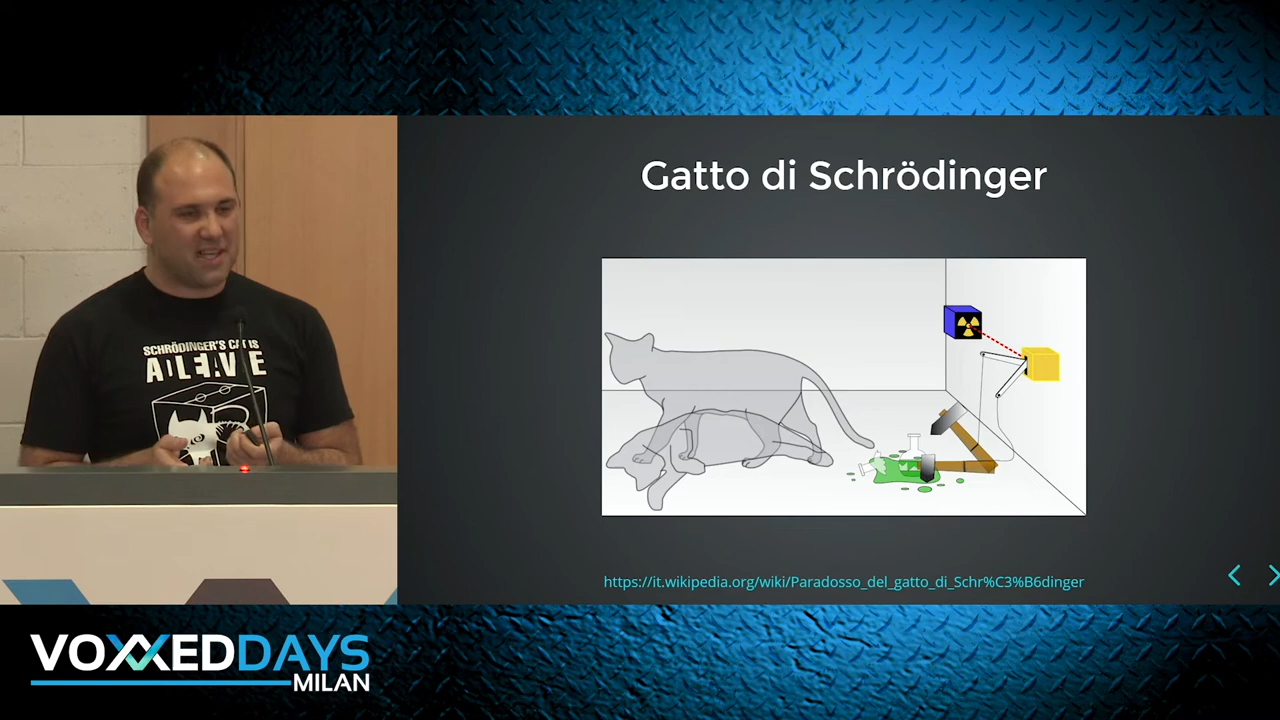 Gatto di Schrödinger
SCHRÖDINGER'S CAT IS
https://it.wikipedia.org/wiki/Paradosso_del_gatto_di_Schr%C3%B6dinger
VOXXEDDAYS
MILAN